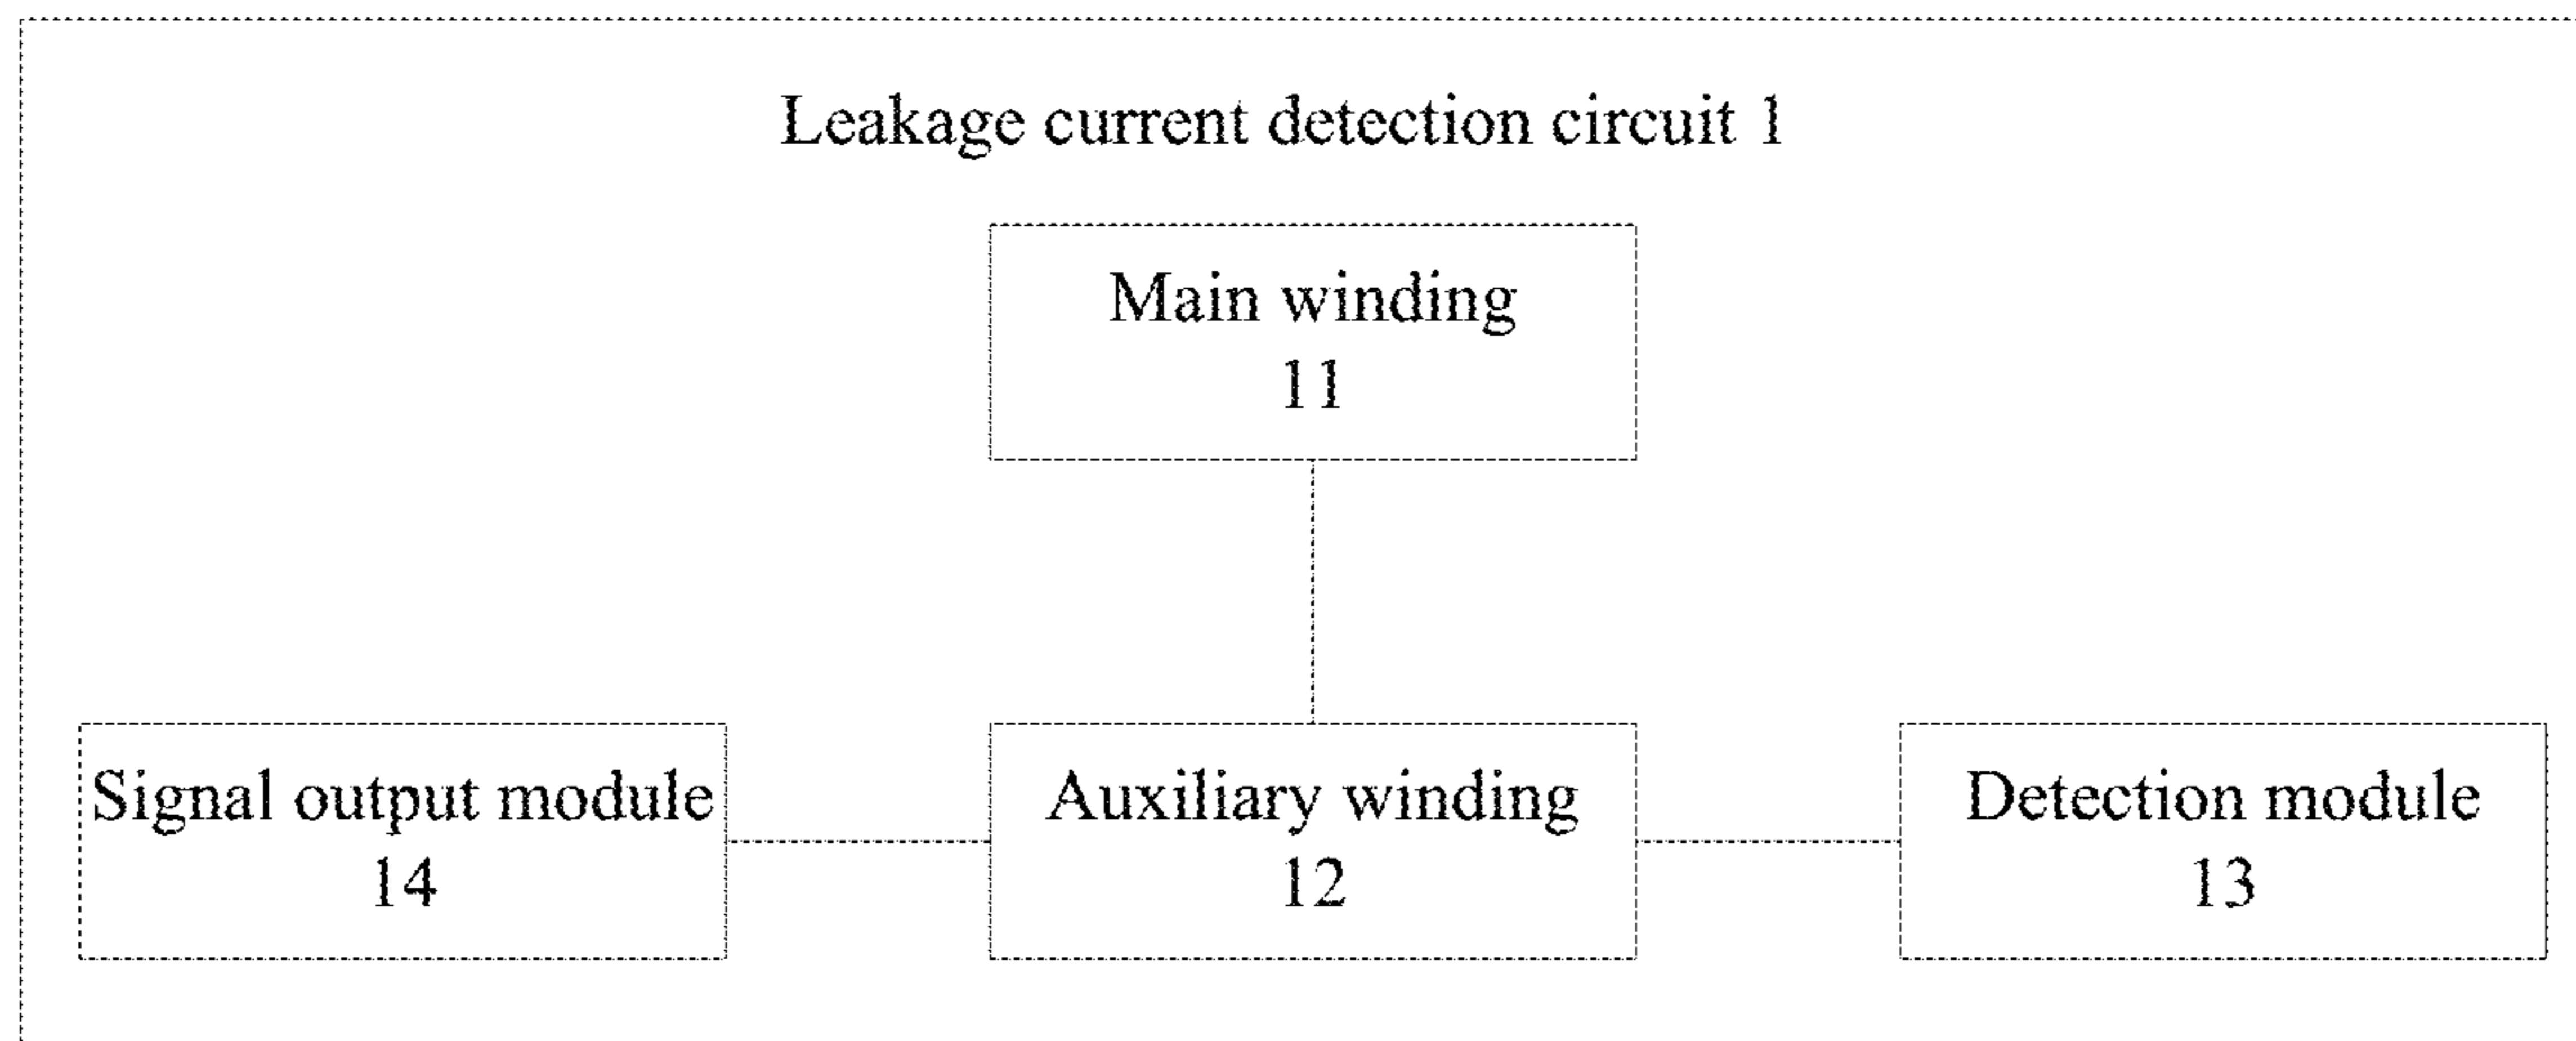 Leakage current detection circuit 1
Main winding
11
Signal output module
14
Auxiliary winding
12
Detection module
13